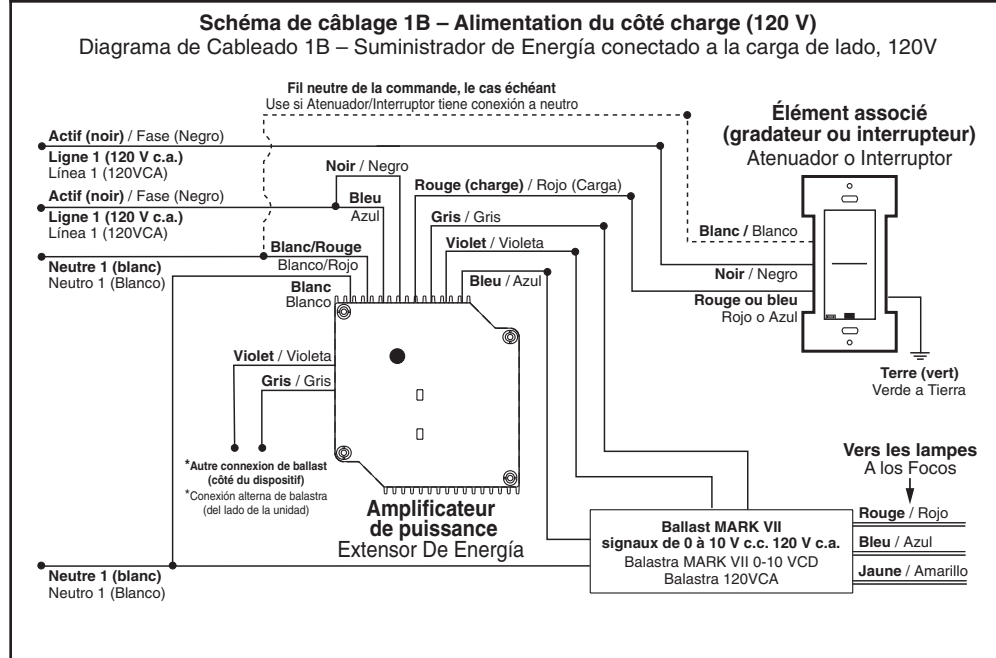 Schéma de câblage 1B – Alimentation du côté charge (120 V)
Diagrama de Cableado 1B – Suministrador de Energía conectado a la carga de lado, 120V
Fil neutre de la commande, le cas échéant
Use si Atenuador/Interruptor tiene conexión a neutro
Élément associé
(gradateur ou interrupteur)
Atenuador o Interruptor
Actif (noir) / Fase (Negro)
Ligne 1 (120 V c.a.)
Línea 1 (120VCA)
Noir / Negro
Actif (noir) / Fase (Negro)
Ligne 1 (120 V c.a.)
Línea 1 (120VCA)
Bleu
Azul
Rouge (charge) / Rojo (Carga)
Gris / Gris
Violet / Violeta
Bleu / Azul
Blanc / Blanco
Noir / Negro
Rouge ou bleu
Rojo o Azul
Blanc/Rouge
Blanco/Rojo
Neutre 1 (blanc)
Neutro 1 (Blanco)
Blanc
Blanco
Violet / Violeta
Gris / Gris
Terre (vert)
Verde a Tierra
*Autre connexion de ballast
(côté du dispositif)
*Conexión alterna de balastra
(del lado de la unidad)
Amplificateur
de puissance
Extensor De Energía
Vers les lampes
A los Focos
Ballast MARK VII
signaux de 0 à 10 V c.c. 120 V c.a.
Balastra MARK VII 0-10 VCD
Balastra 120VCA
Rouge / Rojo
Bleu / Azul
Jaune / Amarillo
Neutre 1 (blanc)
Neutro 1 (Blanco)